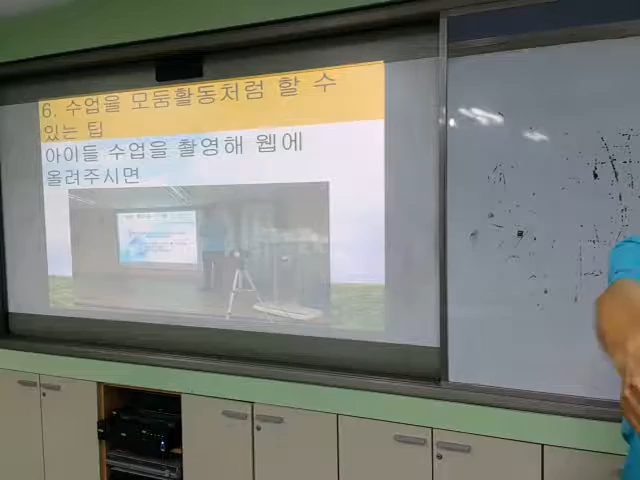 6. 수업을 모둠활동처럼 할 수
있는 팁
아이들 수업을 촬영해 웹에
올려주시면